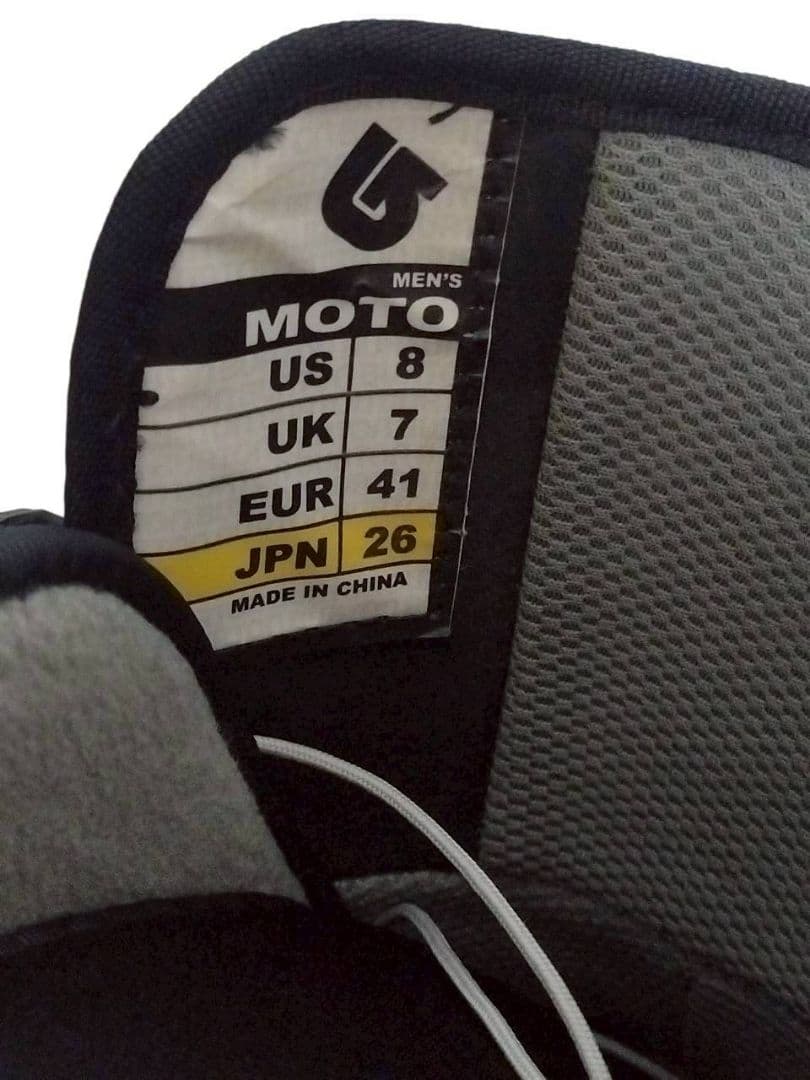 MEN'S
MOTO
US 8
UK 7
EUR 41
JPN 26
MADE IN CHINA